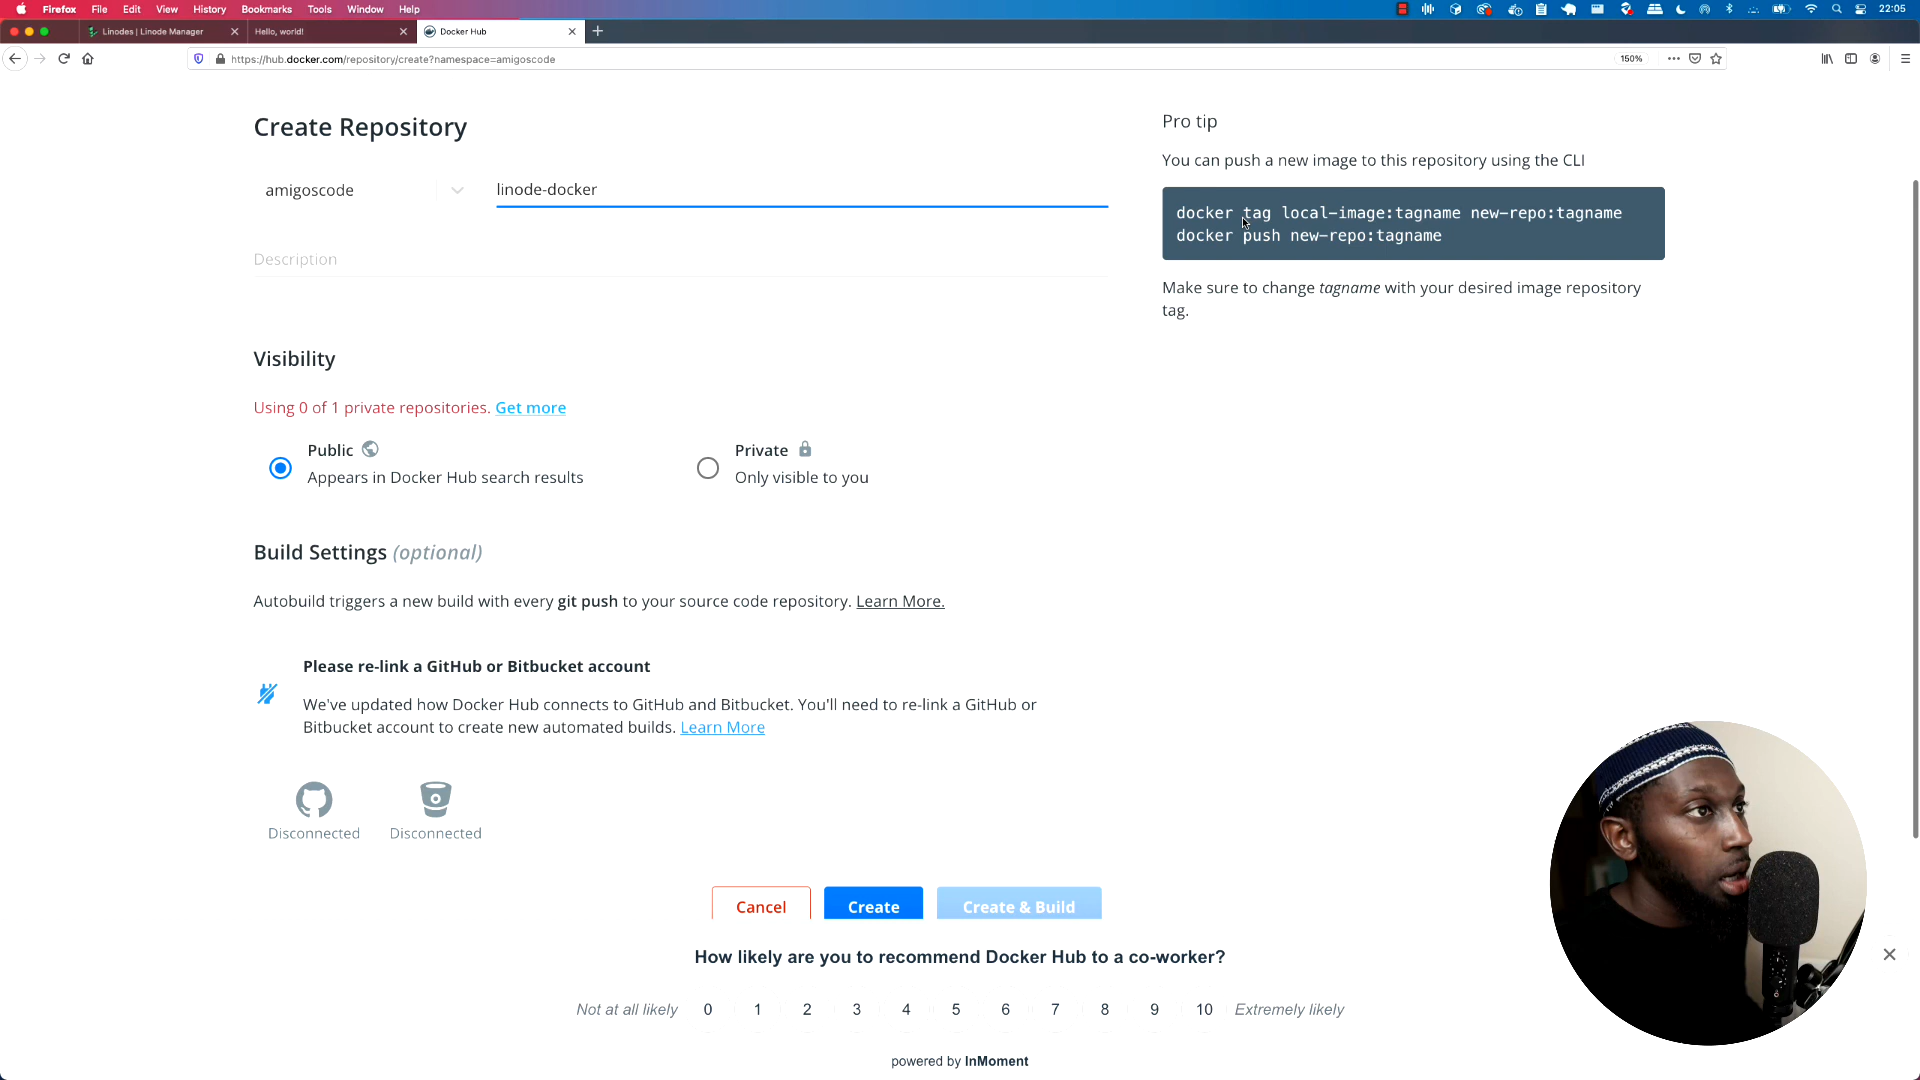 Firefox File Edit View History Bookmarks Tools Window Help 22:05
Linodes | Linode Manager Hello, world! Docker Hub
https://hub.docker.com/repository/create?namespace=amigoscode 150%
Create Repository
amigoscode linode-docker
Description
Visibility
Using 0 of 1 private repositories. Get more
Public
Appears in Docker Hub search results
Private
Only visible to you
Build Settings (optional)
Autobuild triggers a new build with every git push to your source code repository. Learn More.
Please re-link a GitHub or Bitbucket account
We've updated how Docker Hub connects to GitHub and Bitbucket. You'll need to re-link a GitHub or
Bitbucket account to create new automated builds. Learn More
Disconnected Disconnected
Cancel Create Create & Build
Pro tip
You can push a new image to this repository using the CLI
docker tag local-image:tagname new-repo:tagname
docker push new-repo:tagname
Make sure to change tagname with your desired image repository
tag.
How likely are you to recommend Docker Hub to a co-worker?
Not at all likely 0 1 2 3 4 5 6 7 8 9 10 Extremely likely
powered by InMoment